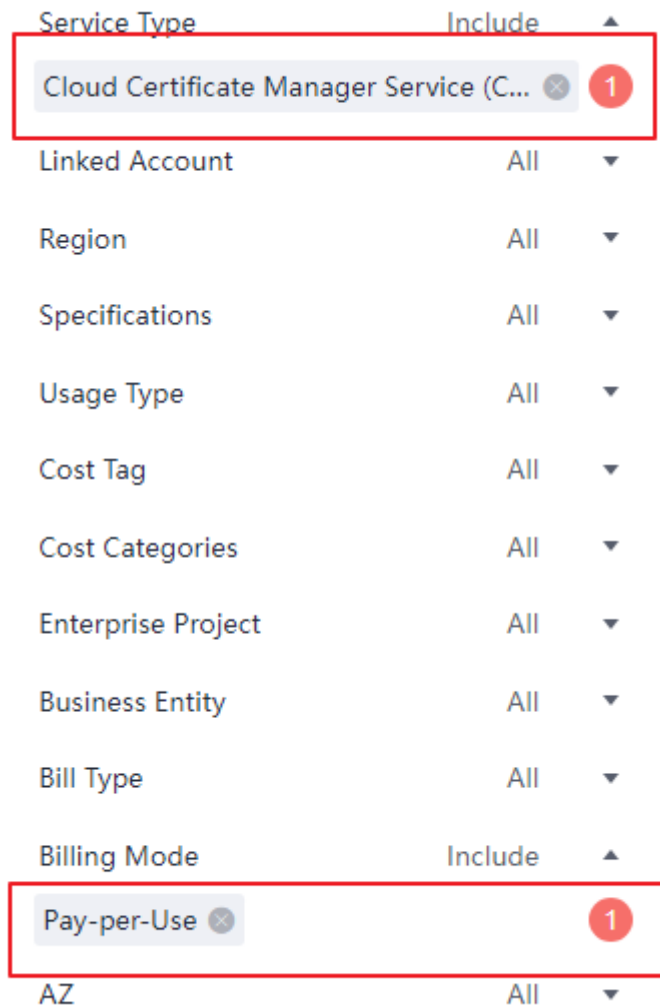 Service Type Include
Cloud Certificate Manager Service (C... 1
Linked Account All
Region All
Specifications All
Usage Type All
Cost Tag All
Cost Categories All
Enterprise Project All
Business Entity All
Bill Type All
Billing Mode Include
Pay-per-Use 1
AZ All